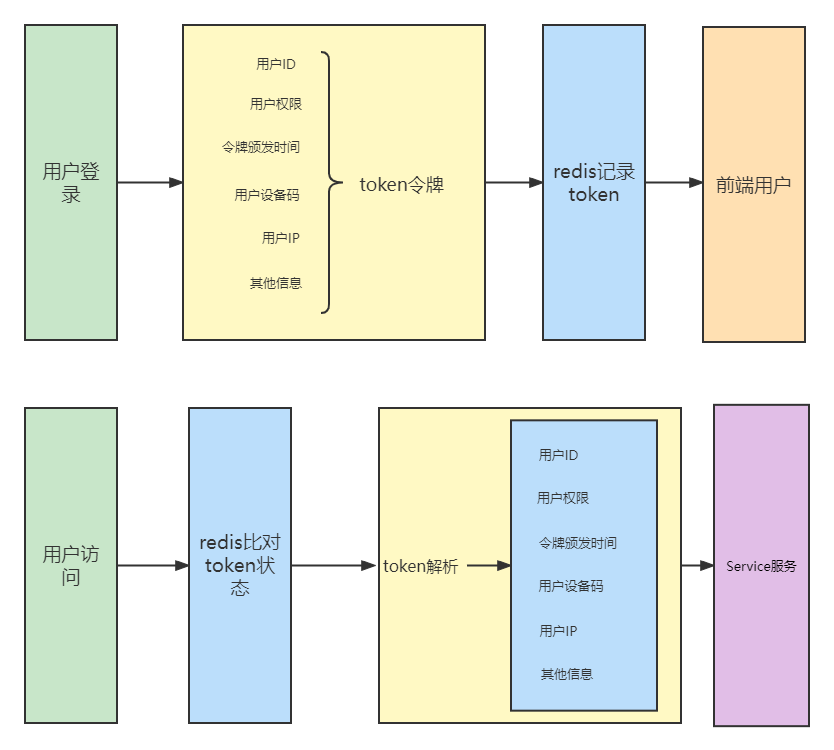 用户登
录
用户ID
用户权限
令牌颁发时间
用户设备码
用户IP
其他信息
token令牌
redis记录
token
前端用户
用户访
问
redis比对
token状
态
token解析
用户ID
用户权限
令牌颁发时间
用户设备码
用户IP
其他信息
Service服务